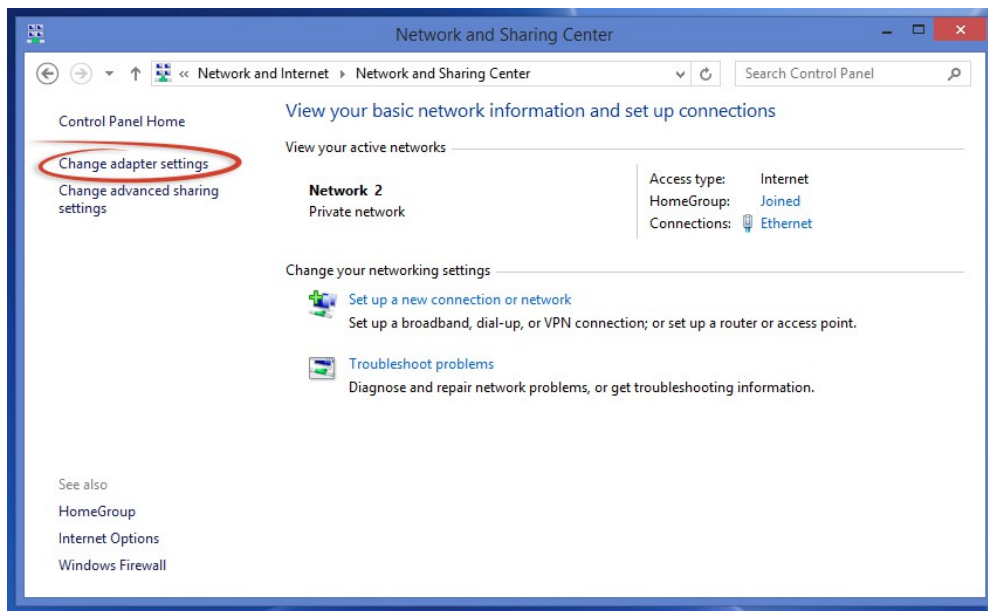 Network and Sharing Center
« Network and Internet Network and Sharing Center
Search Control Panel
Control Panel Home
Change adapter settings
Change advanced sharing
settings
View your basic network information and set up connections
View your active networks
Network 2
Private network
Access type: Internet
HomeGroup: Joined
Connections: Ethernet
Change your networking settings
Set up a new connection or network
Set up a broadband, dial-up, or VPN connection; or set up a router or access point.
Troubleshoot problems
Diagnose and repair network problems, or get troubleshooting information.
See also
HomeGroup
Internet Options
Windows Firewall